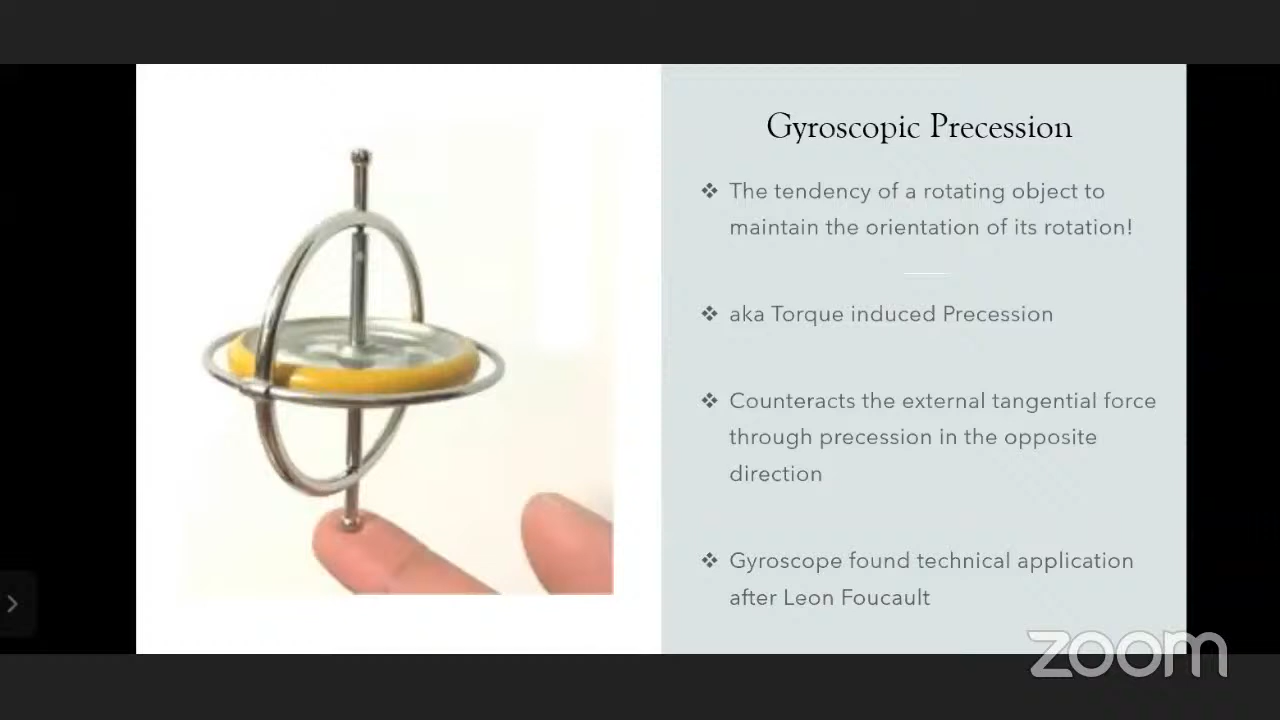 Gyroscopic Precession
❖ The tendency of a rotating object to
maintain the orientation of its rotation!
❖ aka Torque induced Precession
❖ Counteracts the external tangential force
through precession in the opposite
direction
❖ Gyroscope found technical application
after Leon Foucault
zoom